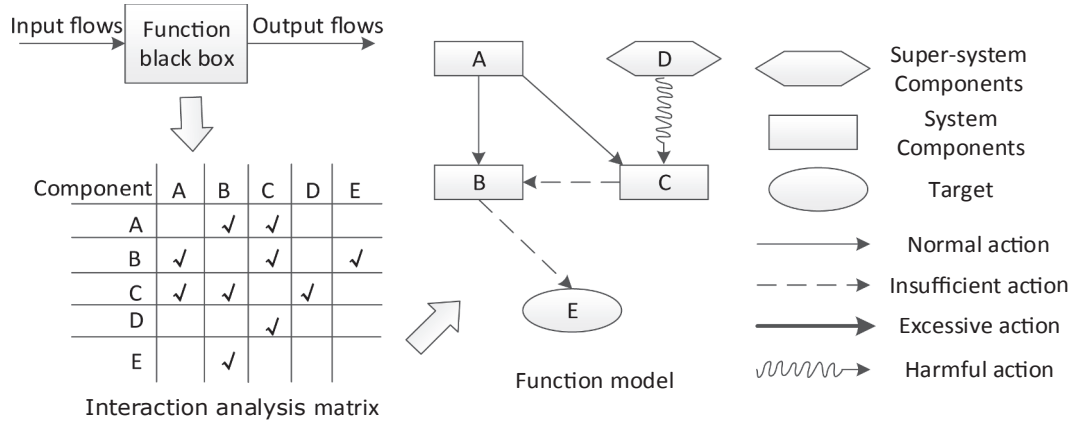 Input flows
Function
black box
Output flows
Component A B C D E
A √ √
B √ √ √
C √ √ √
D √
E √
Interaction analysis matrix
A
D
B
C
E
Function model
Super-system
Components
System
Components
Target
Normal action
Insufficient action
Excessive action
Harmful action